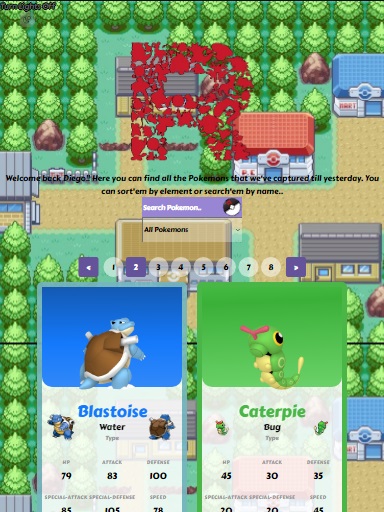 Turn Lights Off
Welcome back Diego!! Here you can find all the Pokemons that we've captured till yesterday. You
can sort'em by element or search'em by name..
Search Pokemon..
All Pokemons
« 1 2 3 4 5 6 7 8 »
Blastoise
Water
Type
HP ATTACK DEFENSE
79 83 100
SPECIAL-ATTACK SPECIAL-DEFENSE SPEED
85 105 78
Caterpie
Bug
Type
HP ATTACK DEFENSE
45 30 35
SPECIAL-ATTACK SPECIAL-DEFENSE SPEED
20 20 45